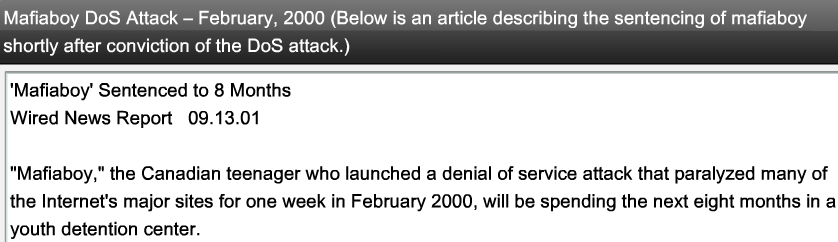 Mafiaboy DoS Attack – February, 2000 (Below is an article describing the sentencing of mafiaboy
shortly after conviction of the DoS attack.)
'Mafiaboy' Sentenced to 8 Months
Wired News Report   09.13.01
"Mafiaboy," the Canadian teenager who launched a denial of service attack that paralyzed many of
the Internet's major sites for one week in February 2000, will be spending the next eight months in a
youth detention center.